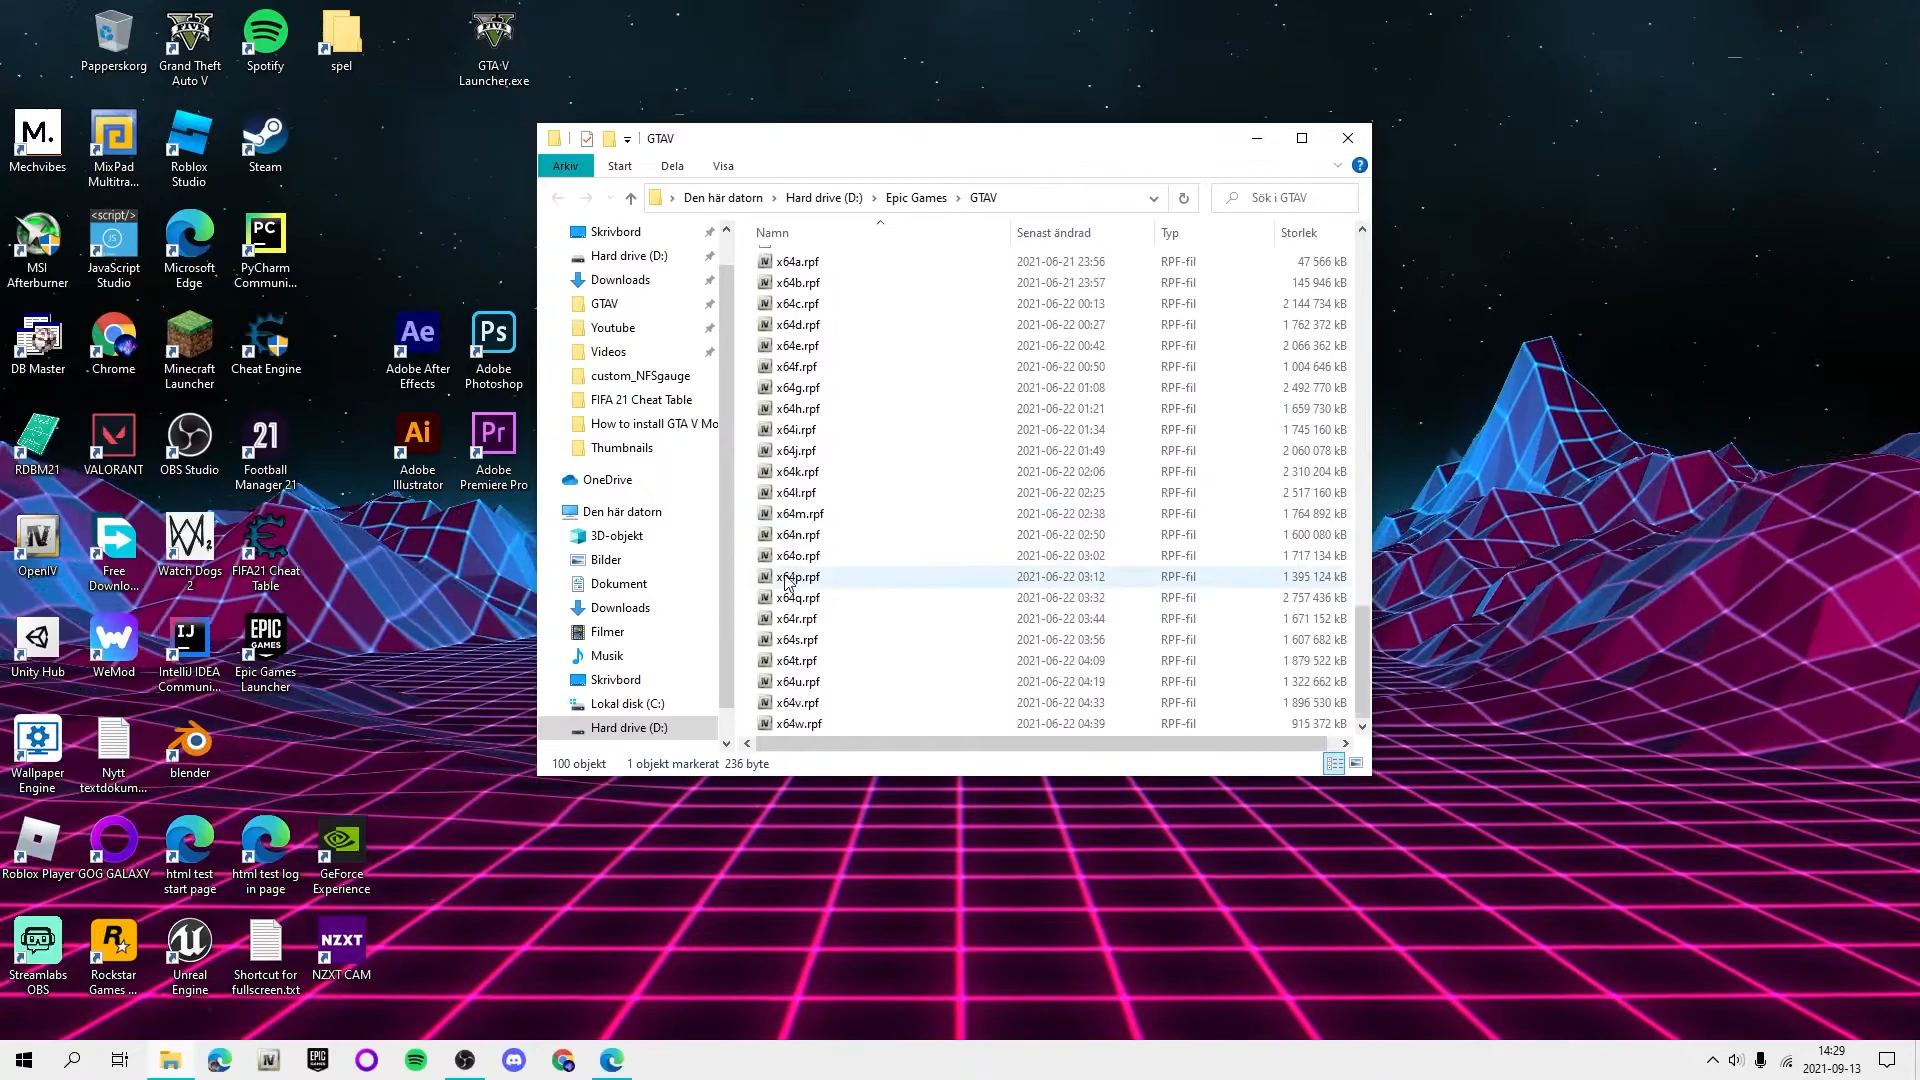 Papperskorg
Grand Theft
Auto V
Spotify
spel
GTA V
Launcher.exe
M.
Mechvibes
MixPad
Multitra...
Roblox
Studio
Steam
<script/>
JS
MSI
Afterburner
JavaScript
Studio
Microsoft
Edge
PC
PyCharm
Communi...
DB Master
Chrome
Minecraft
Launcher
Cheat Engine
Ae
Adobe After
Effects
Ps
Adobe
Photoshop
RDBM21
VALORANT
OBS Studio
21
Football
Manager 21
Ai
Adobe
Illustrator
Pr
Adobe
Premiere Pro
IV
OpenIV
Free
Downlo...
Watch Dogs
2
FIFA21 Cheat
Table
Unity Hub
WeMod
IJ
IntelliJ IDEA
Communi...
EPIC
GAMES
Epic Games
Launcher
Wallpaper
Engine
Nytt
textdokum...
blender
Roblox Player
GOG GALAXY
html test
start page
html test log
in page
GeForce
Experience
Streamlabs
OBS
R
Rockstar
Games ...
Unreal
Engine
Shortcut for
fullscreen.txt
NZXT
NZXT CAM
GTAV
Arkiv
Start
Dela
Visa
Den här datorn
Hard drive (D:)
Epic Games
GTAV
Sök i GTAV
Skrivbord
Hard drive (D:)
Downloads
GTAV
Youtube
Videos
custom_NFSgauge
FIFA 21 Cheat Table
How to install GTA V Mo
Thumbnails
OneDrive
Den här datorn
3D-objekt
Bilder
Dokument
Downloads
Filmer
Musik
Skrivbord
Lokal disk (C:)
Hard drive (D:)
Namn Senast ändrad Typ Storlek
x64a.rpf 2021-06-21 23:56 RPF-fil 47 566 kB
x64b.rpf 2021-06-21 23:57 RPF-fil 145 946 kB
x64c.rpf 2021-06-22 00:13 RPF-fil 2 144 734 kB
x64d.rpf 2021-06-22 00:27 RPF-fil 1 762 372 kB
x64e.rpf 2021-06-22 00:42 RPF-fil 2 066 362 kB
x64f.rpf 2021-06-22 00:50 RPF-fil 1 004 646 kB
x64g.rpf 2021-06-22 01:08 RPF-fil 2 492 770 kB
x64h.rpf 2021-06-22 01:21 RPF-fil 1 659 730 kB
x64i.rpf 2021-06-22 01:34 RPF-fil 1 745 160 kB
x64j.rpf 2021-06-22 01:49 RPF-fil 2 060 078 kB
x64k.rpf 2021-06-22 02:06 RPF-fil 2 310 204 kB
x64l.rpf 2021-06-22 02:25 RPF-fil 2 517 160 kB
x64m.rpf 2021-06-22 02:38 RPF-fil 1 764 892 kB
x64n.rpf 2021-06-22 02:50 RPF-fil 1 600 080 kB
x64o.rpf 2021-06-22 03:02 RPF-fil 1 717 134 kB
x64p.rpf 2021-06-22 03:12 RPF-fil 1 395 124 kB
x64q.rpf 2021-06-22 03:32 RPF-fil 2 757 436 kB
x64r.rpf 2021-06-22 03:44 RPF-fil 1 671 152 kB
x64s.rpf 2021-06-22 03:56 RPF-fil 1 607 682 kB
x64t.rpf 2021-06-22 04:09 RPF-fil 1 879 522 kB
x64u.rpf 2021-06-22 04:19 RPF-fil 1 322 662 kB
x64v.rpf 2021-06-22 04:33 RPF-fil 1 896 530 kB
x64w.rpf 2021-06-22 04:39 RPF-fil 915 372 kB
100 objekt 1 objekt markerat 236 byte
14:29
2021-09-13